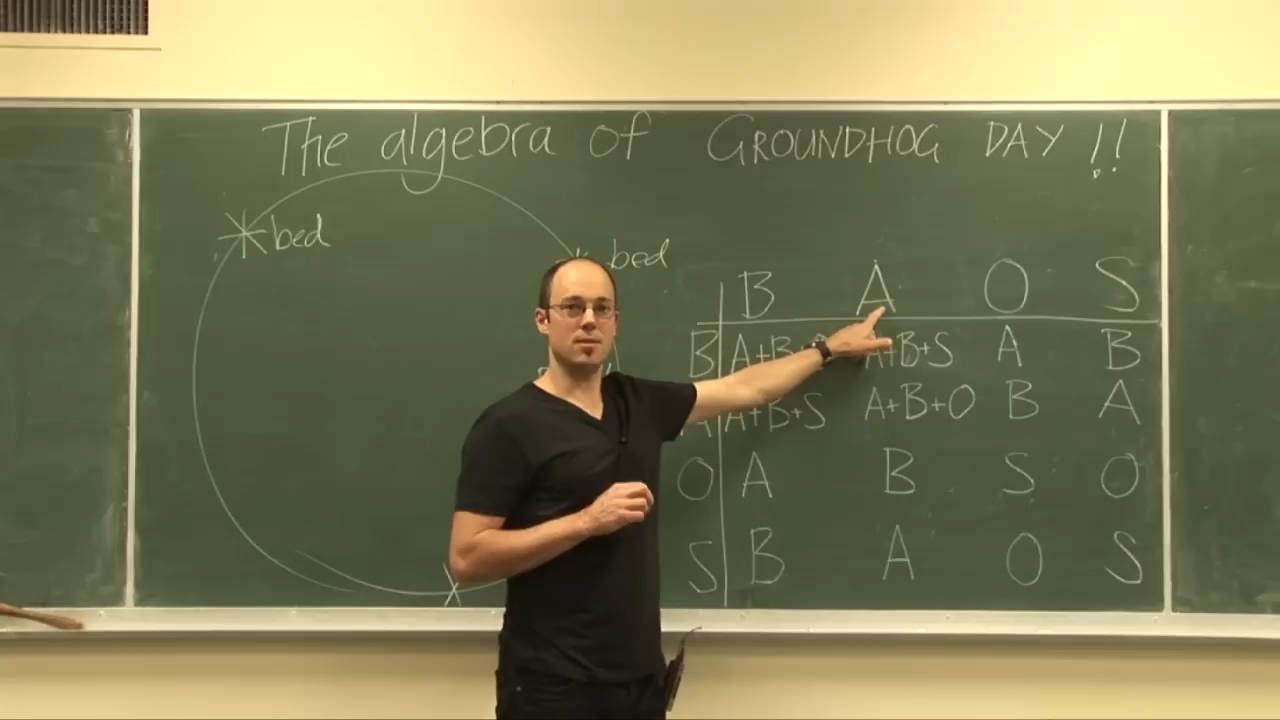 The algebra of GROUNDHOG DAY!!
bed
bed
B A O S
B A+B+ A+B+S A B
A A+B+S A+B+O B A
O A B S O
S B A O S